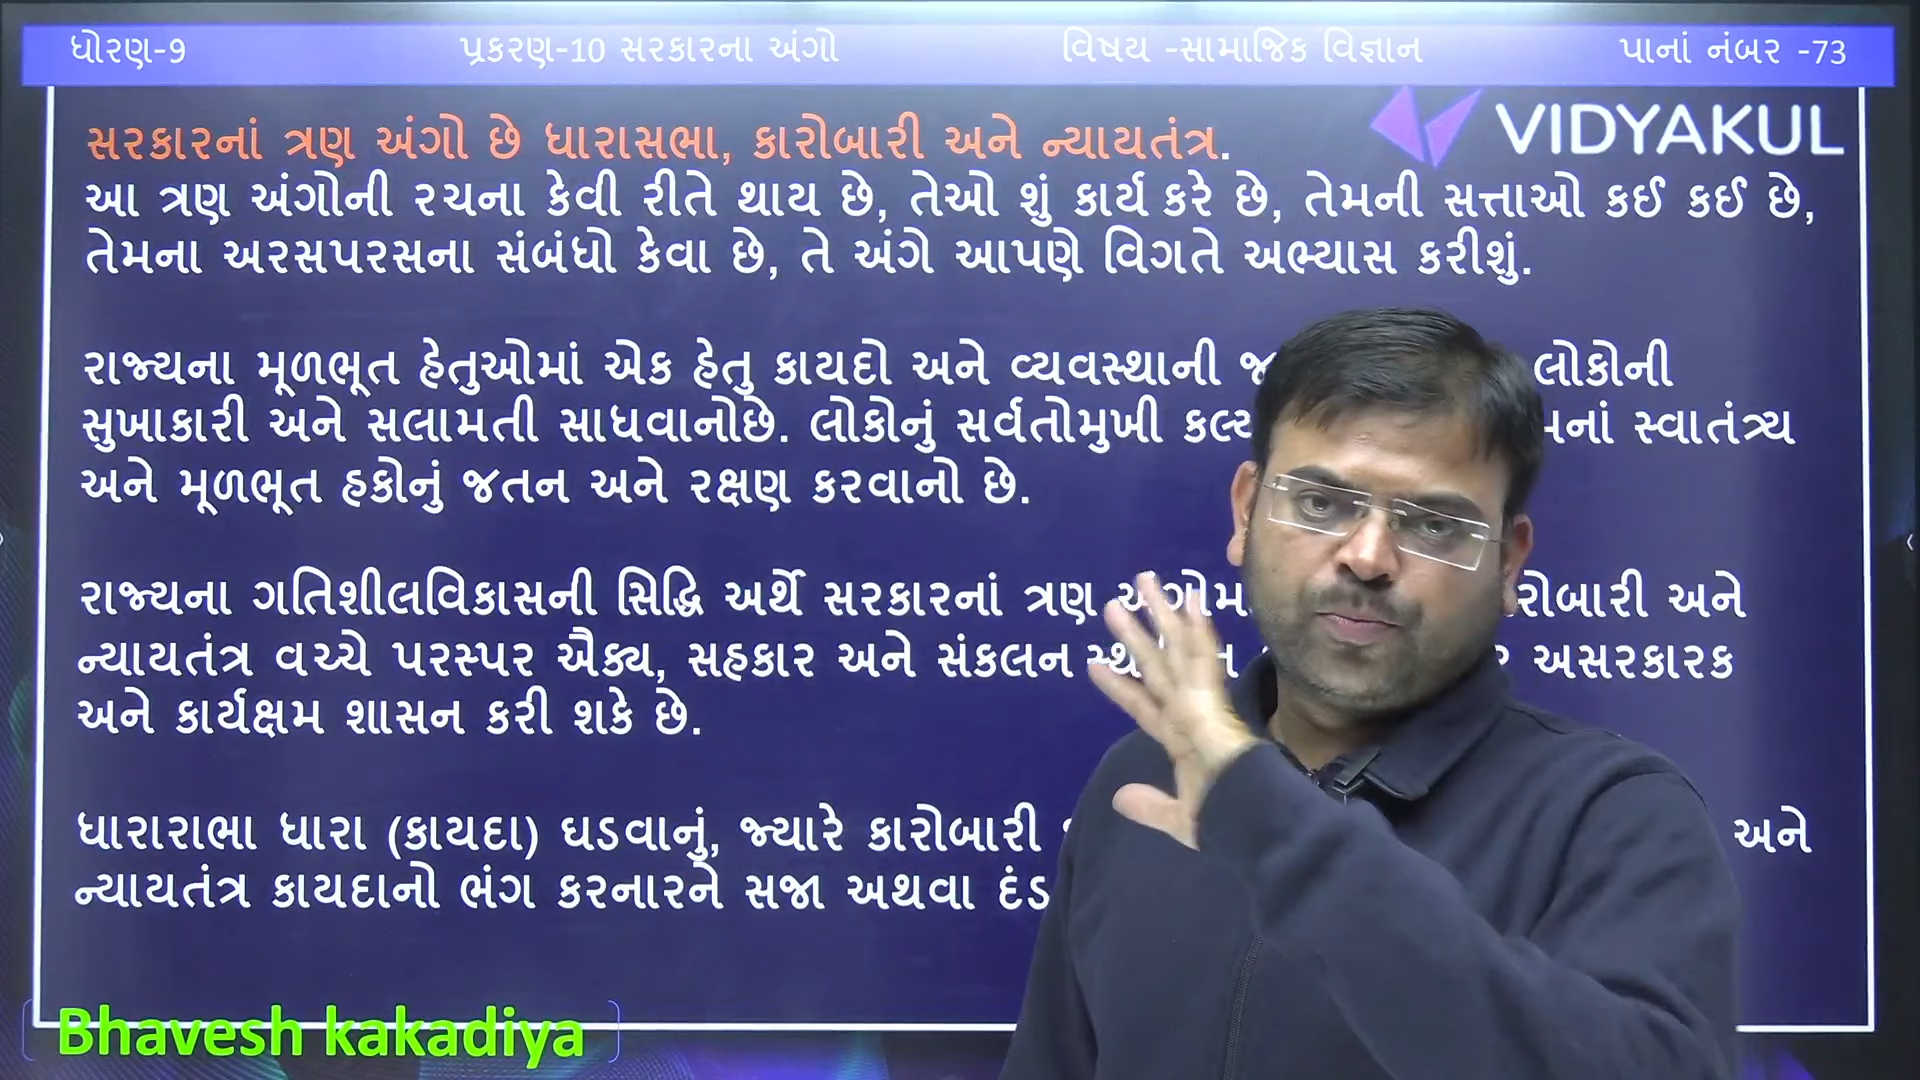 ધોરણ-9 પ્રકરણ-10 સરકારના અંગો વિષય -સામાજિક વિજ્ઞાન પાનાં નંબર -73
VIDYAKUL
સરકારનાં ત્રણ અંગો છે ધારાસભા, કારોબારી અને ન્યાયતંત્ર.
આ ત્રણ અંગોની રચના કેવી રીતે થાય છે, તેઓ શું કાર્ય કરે છે, તેમની સત્તાઓ કઈ કઈ છે,
તેમના અરસપરસના સંબંધો કેવા છે, તે અંગે આપણે વિગતે અભ્યાસ કરીશું.
રાજ્યના મૂળભૂત હેતુઓમાં એક હેતુ કાયદો અને વ્યવસ્થાની લોકોની
સુખાકારી અને સલામતી સાધવાનોછે. લોકોનું સર્વતોમુખી સ્વાતંત્ર્ય
અને મૂળભૂત હકોનું જતન અને રક્ષણ કરવાનો છે.
રાજ્યના ગતિશીલવિકાસની સિદ્ધિ અર્થે સરકારનાં ત્રણ અને
ન્યાયતંત્ર વચ્ચે પરસ્પર ઐક્ય, સહકાર અને સંકલન અસરકારક
અને કાર્યક્ષમ શાસન કરી શકે છે.
ધારારાભા ધારા (કાયદા) ઘડવાનું, જ્યારે કારોબારી અને
ન્યાયતંત્ર કાયદાનો ભંગ કરનારને સજા અથવા દંડ
Bhavesh kakadiya